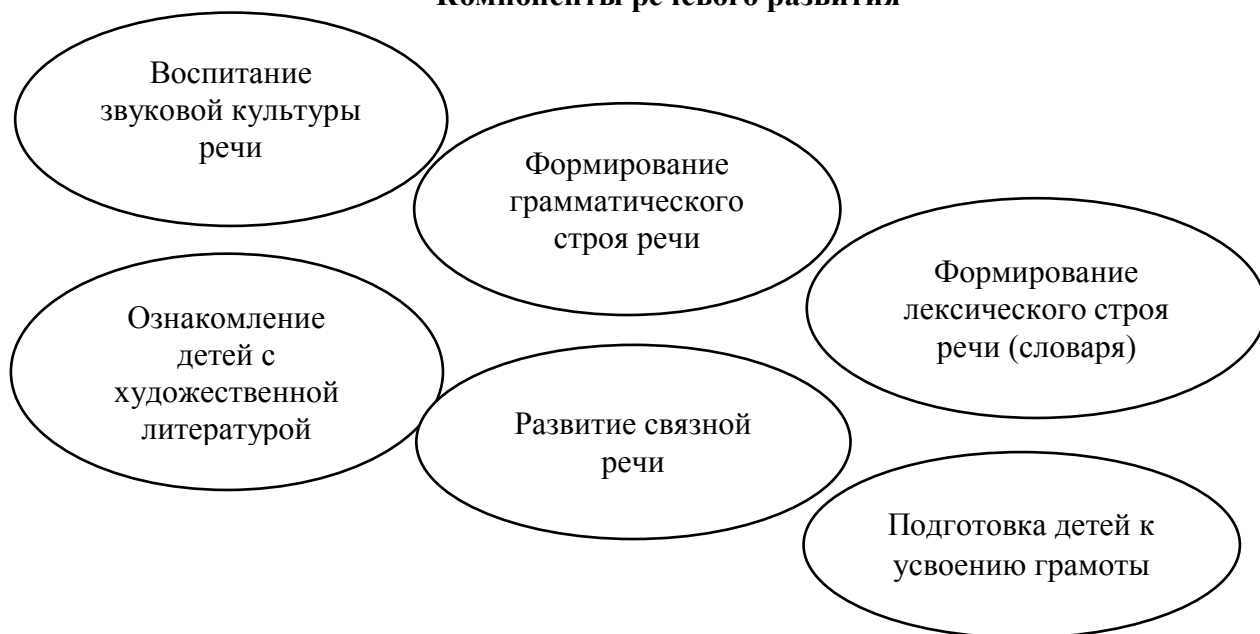 Компоненты речевого развития
Воспитание
звуковой культуры
речи
Формирование
грамматического
строя речи
Формирование
лексического строя
речи (словаря)
Ознакомление
детей с
художественной
литературой
Развитие связной
речи
Подготовка детей к
усвоению грамоты